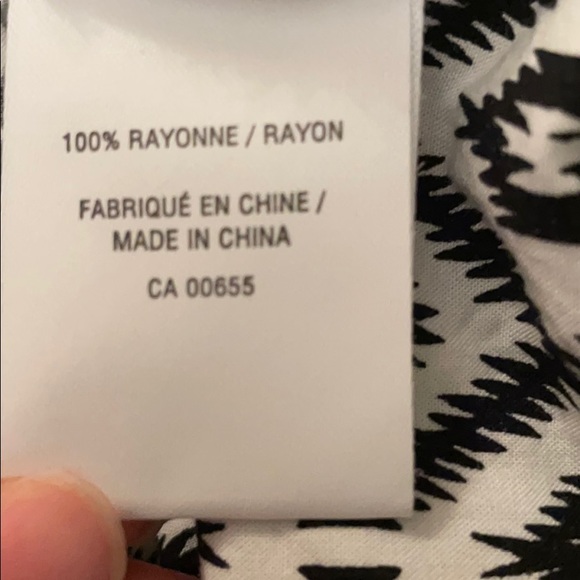 100% RAYONNE / RAYON
FABRIQUÉ EN CHINE /
MADE IN CHINA
CA 00655